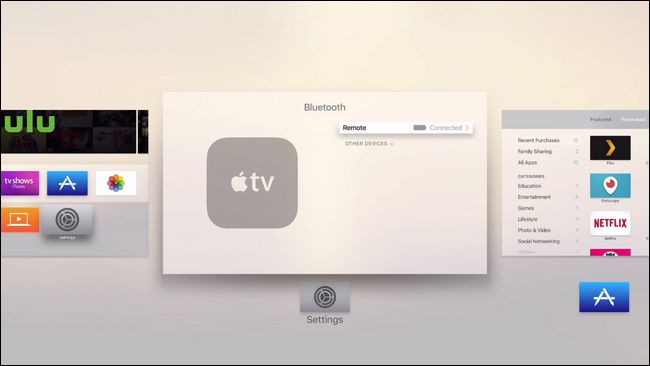 hulu
tv shows
iTunes
Settings
Bluetooth
Remote
Connected
OTHER DEVICES
tv
Settings
Featured
Purchased
Recent Purchases 10
Family Sharing 2
All Apps 10
CATEGORIES
Education 1
Entertainment 4
Games 1
Lifestyle 1
Photo & Video 1
Social Networking 1
Plex
Periscope
NETFLIX
Netflix